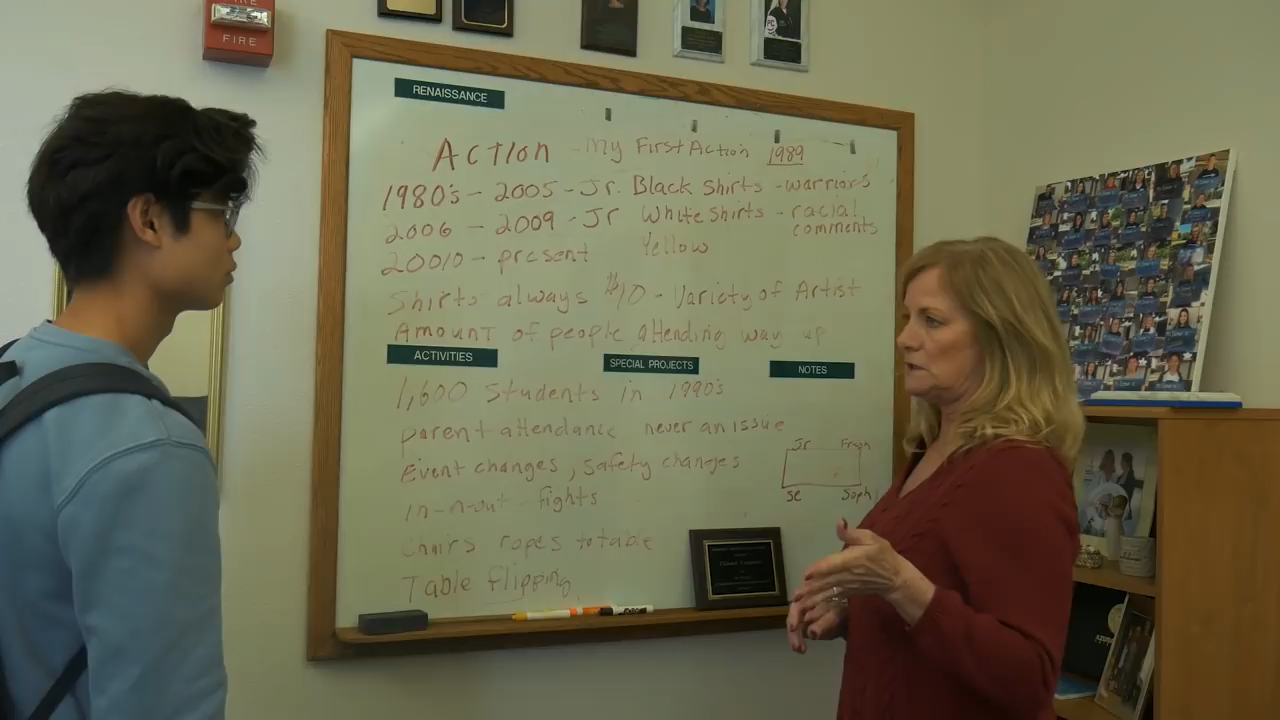 FIRE
RENAISSANCE
ACTION - My First Action 1989
1980's - 2005 - Jr. Black Shirts - warriors
2006 - 2009 - Jr White Shirts - racial comments
20010 - present Yellow
Shirts always $10 - Variety of Artist
Amount of people attending way up
ACTIVITIES
SPECIAL PROJECTS
NOTES
1,600 Students in 1990's
parent attendance never an issue
Event changes, safety changes
Jr Frosh
Sr Soph
in-n-out - fights
Chairs ropes to table
Table flipping